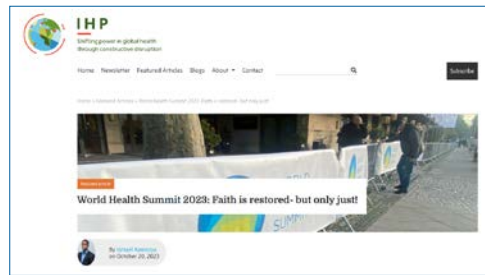 IHP
Shifting power in global health
through constructive disruption
Home Newsletter Featured Articles Blogs About Contact
Subscribe
World Health Summit 2023: Faith is restored- but only just!
By
on October 20, 2023